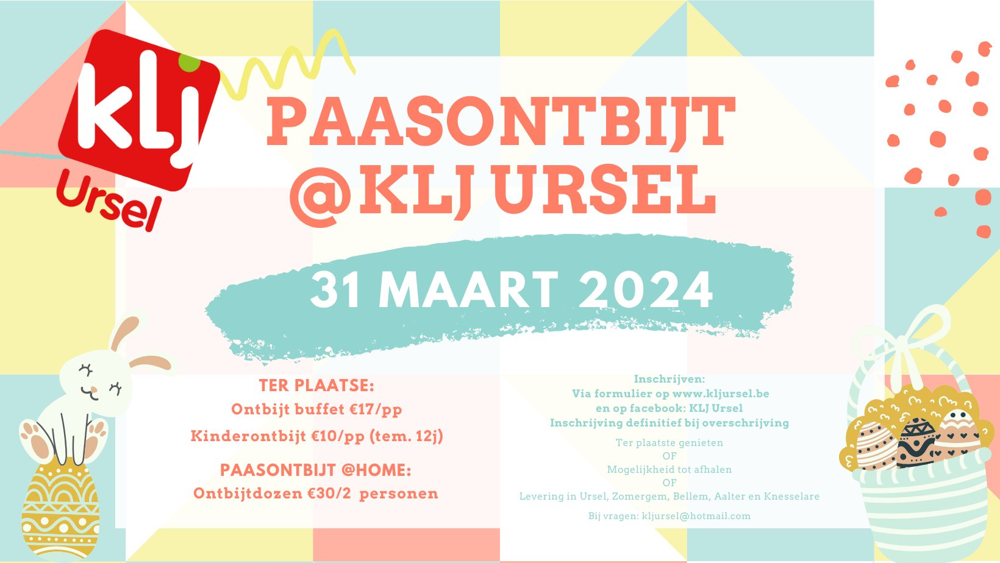 klj
Ursel
PAASONTBIJT
@KLJ URSEL
31 MAART 2024
TER PLAATSE:
Ontbijt buffet €17/pp
Kinderontbijt €10/pp (tem. 12j)
PAASONTBIJT @HOME:
Ontbijtdozen €30/2 personen
Inschrijven:
Via formulier op www.kljursel.be
en op facebook: KLJ Ursel
Inschrijving definitief bij overschrijving
Ter plaatste genieten
OF
Mogelijkheid tot afhalen
OF
Levering in Ursel, Zomergem, Bellem, Aalter en Knesselare
Bij vragen: kljursel@hotmail.com